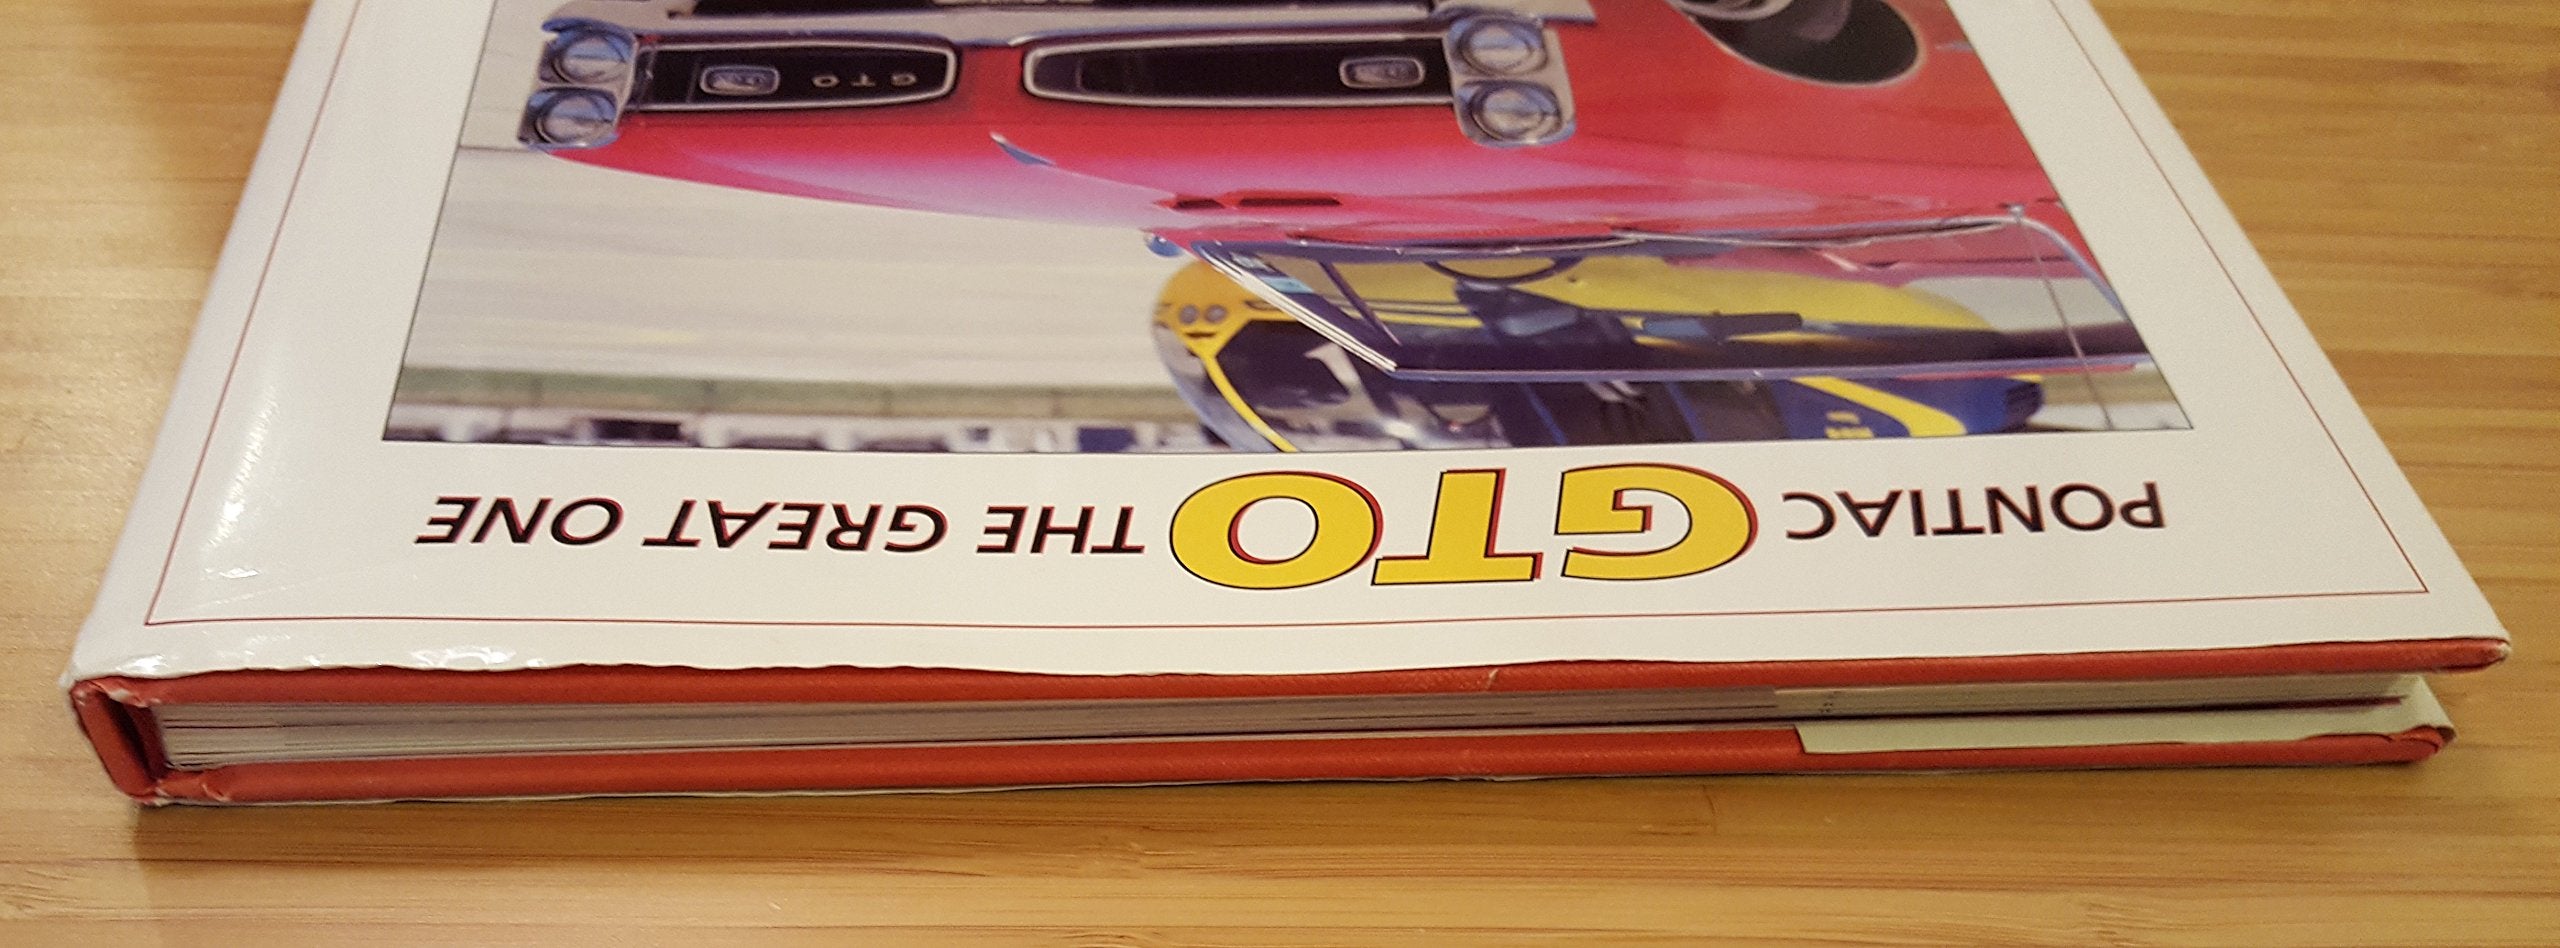 PONTIAC GTO THE GREAT ONE
GTO